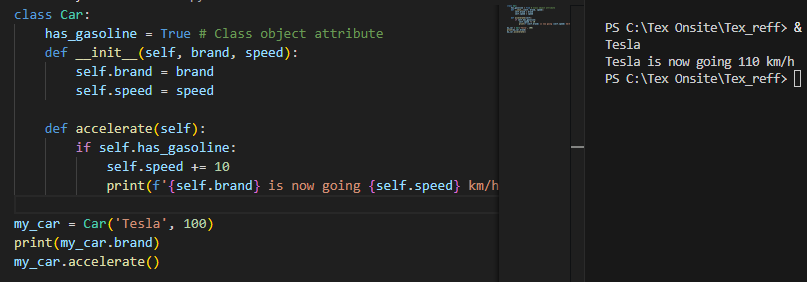 class Car:
    has_gasoline = True # Class object attribute
    def __init__(self, brand, speed):
        self.brand = brand
        self.speed = speed

    def accelerate(self):
        if self.has_gasoline:
            self.speed += 10
            print(f'{self.brand} is now going {self.speed} km/h

my_car = Car('Tesla', 100)
print(my_car.brand)
my_car.accelerate()
PS C:\Tex Onsite\Tex_reff> &
Tesla
Tesla is now going 110 km/h
PS C:\Tex Onsite\Tex_reff>